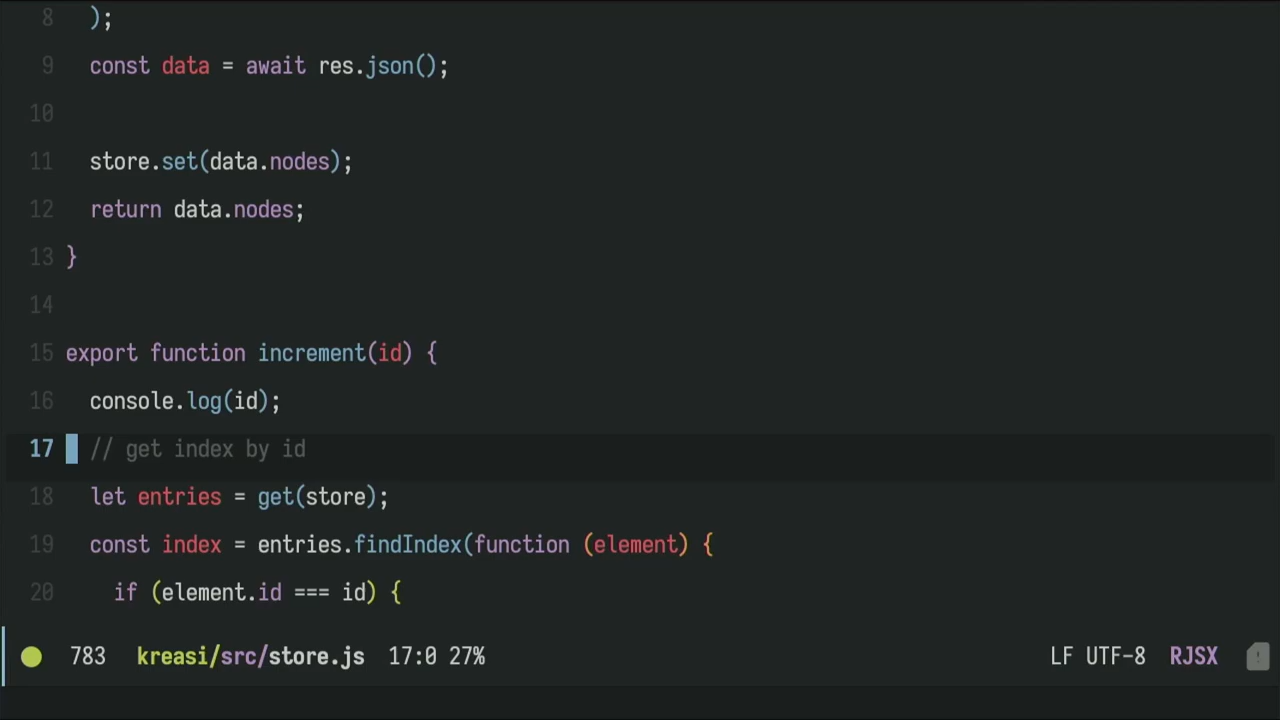 8   );
9   const data = await res.json();
10
11   store.set(data.nodes);
12   return data.nodes;
13 }
14
15 export function increment(id) {
16   console.log(id);
17   // get index by id
18   let entries = get(store);
19   const index = entries.findIndex(function (element) {
20     if (element.id === id) {
783 kreasi/src/store.js 17:0 27% LF UTF-8 RJSX